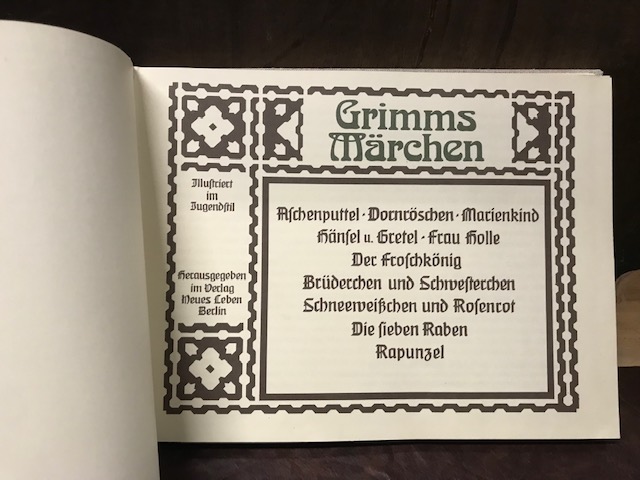 Grimms
Märchen
Illuſtriert
im
Jugendſtil
Herausgegeben
im Verlag
Neues Leben
Berlin
Aſchenputtel · Dornröschen · Marienkind
Hänſel u. Gretel · Frau Holle
Der Froſchkönig
Brüderchen und Schweſterchen
Schneeweißchen und Roſenrot
Die ſieben Raben
Rapunzel